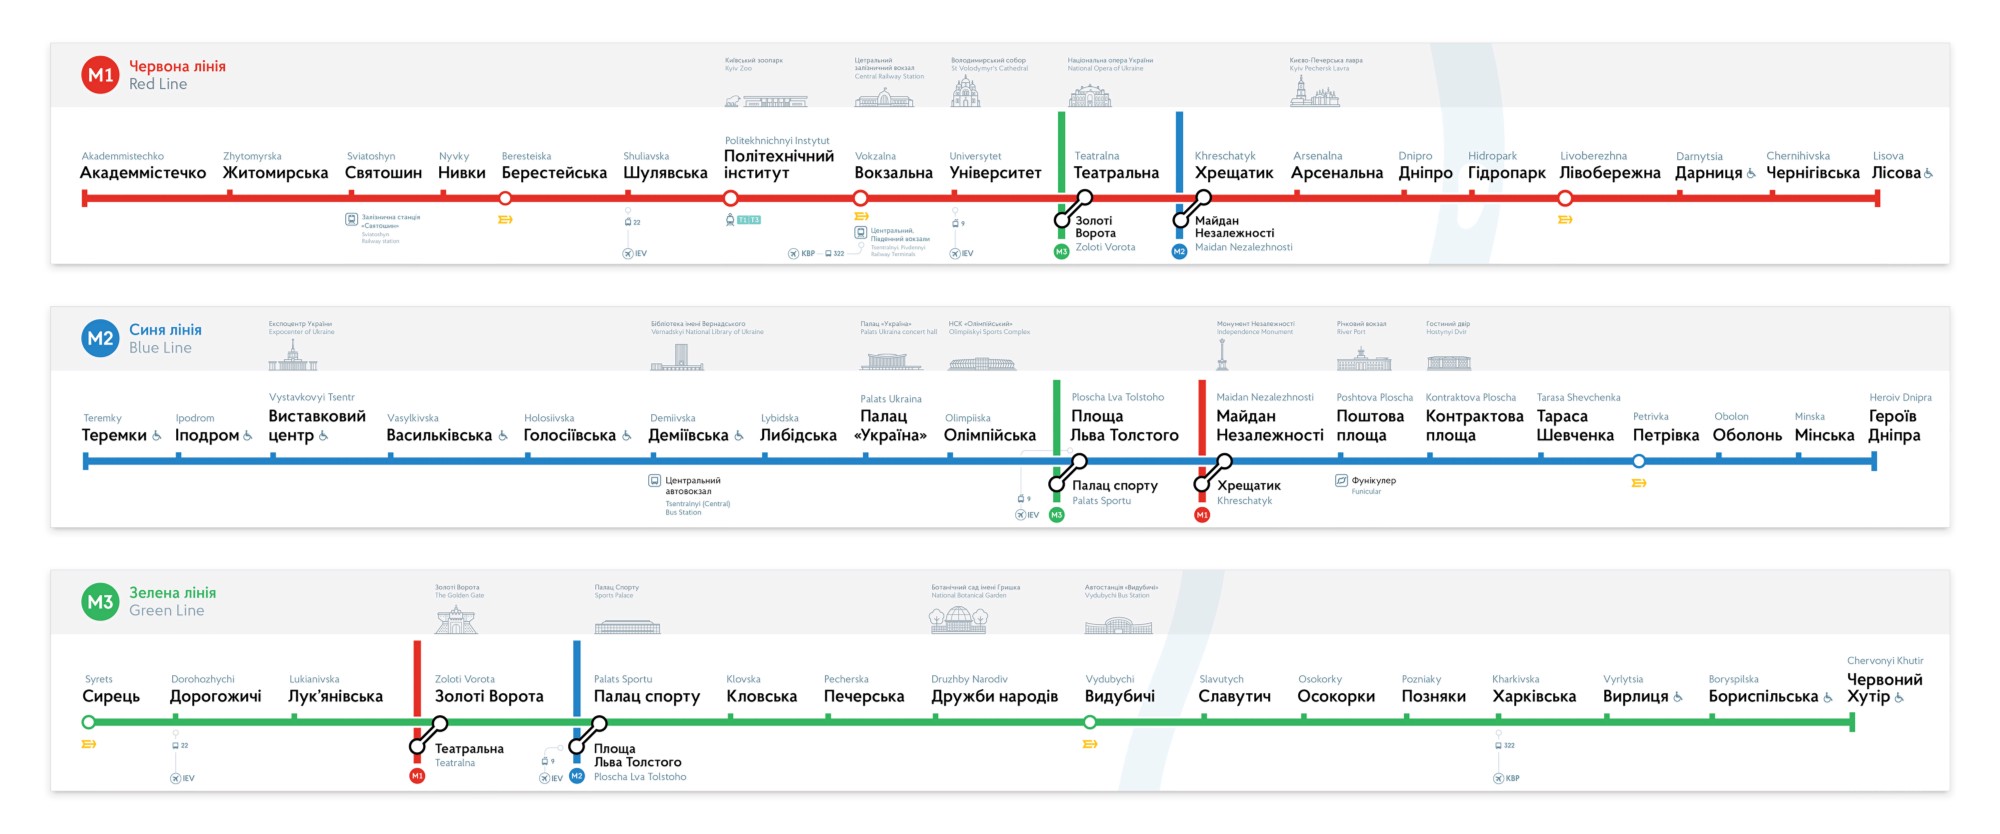 M1
Червона лінія
Red Line
Київський зоопарк
Kyiv Zoo
Цетральний
залізничний вокзал
Central Railway Station
Володимирський собор
St Volodymyr's Cathedral
Національна опера України
National Opera of Ukraine
Києво-Печерська лавра
Kyiv Pechersk Lavra
Akademmistechko
Академмістечко
Zhytomyrska
Житомирська
Sviatoshyn
Святошин
Nyvky
Нивки
Beresteiska
Берестейська
Shuliavska
Шулявська
Politekhnichnyi Instytut
Політехнічний
інститут
Vokzalna
Вокзальна
Universytet
Університет
Teatralna
Театральна
Khreschatyk
Хрещатик
Arsenalna
Арсенальна
Dnipro
Дніпро
Hidropark
Гідропарк
Livoberezhna
Лівобережна
Darnytsia
Дарниця
Chernihivska
Чернігівська
Lisova
Лісова
Залізнична станція
«Святошин»
Sviatoshyn
Railway station
22
IEV
T1 T3
KBP
322
Центральний,
Південний вокзали
Tsentralnyi, Pivdennyi
Railway Terminals
9
IEV
Золоті
Ворота
Zoloti Vorota
M3
Майдан
Незалежності
Maidan Nezalezhnosti
M2
M2
Синя лінія
Blue Line
Експоцентр України
Expocenter of Ukraine
Бібліотека імені Вернадського
Vernadskyi National Library of Ukraine
Палац «Україна»
Palats Ukraina concert hall
НСК «Олімпійський»
Olimpiiskyi Sports Complex
Монумент Незалежності
Independence Monument
Річковий вокзал
River Port
Гостиний двір
Hostynyi Dvir
Teremky
Теремки
Ipodrom
Іподром
Vystavkovyi Tsentr
Виставковий
центр
Vasylkivska
Васильківська
Holosiivska
Голосіївська
Demiivska
Деміївська
Lybidska
Либідська
Palats Ukraina
Палац
«Україна»
Olimpiiska
Олімпійська
Ploscha Lva Tolstoho
Площа
Льва Толстого
Maidan Nezalezhnosti
Майдан
Незалежності
Poshtova Ploscha
Поштова
площа
Kontraktova Ploscha
Контрактова
площа
Tarasa Shevchenka
Тараса
Шевченка
Petrivka
Петрівка
Obolon
Оболонь
Minska
Мінська
Heroiv Dnipra
Героїв
Дніпра
Центральний
автовокзал
Tsentralnyi (Central)
Bus Station
9
IEV
Палац спорту
Palats Sportu
M3
Хрещатик
Khreschatyk
M1
Фунікулер
Funicular
M3
Зелена лінія
Green Line
Золоті Ворота
The Golden Gate
Палац Спорту
Sports Palace
Ботанічний сад імені Гришка
National Botanical Garden
Автостанція «Видубичі»
Vydubychi Bus Station
Syrets
Сирець
Dorohozhychi
Дорогожичі
Lukianivska
Лук'янівська
Zoloti Vorota
Золоті Ворота
Palats Sportu
Палац спорту
Klovska
Кловська
Pecherska
Печерська
Druzhby Narodiv
Дружби народів
Vydubychi
Видубичі
Slavutych
Славутич
Osokorky
Осокорки
Pozniaky
Позняки
Kharkivska
Харківська
Vyrlytsia
Вирлиця
Boryspilska
Бориспільська
Chervonyi Khutir
Червоний
Хутір
22
IEV
Театральна
Teatralna
M1
9
IEV
Площа
Льва Толстого
Ploscha Lva Tolstoho
M2
322
KBP